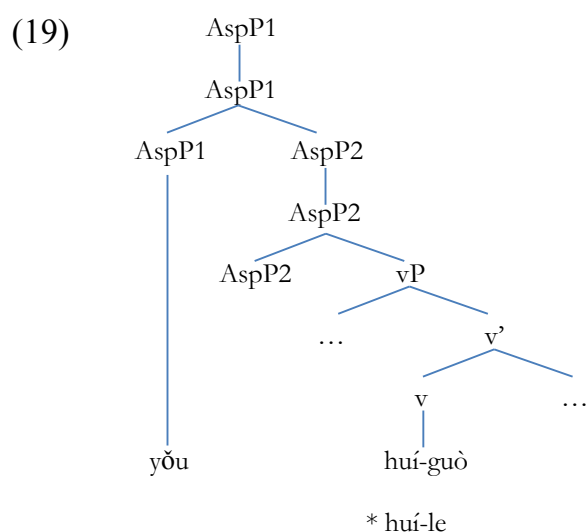 (19)
AspP1
AspP1
AspP1 AspP2
AspP2
AspP2 vP
… v’
v …
yǒu huí-guò
* huí-le